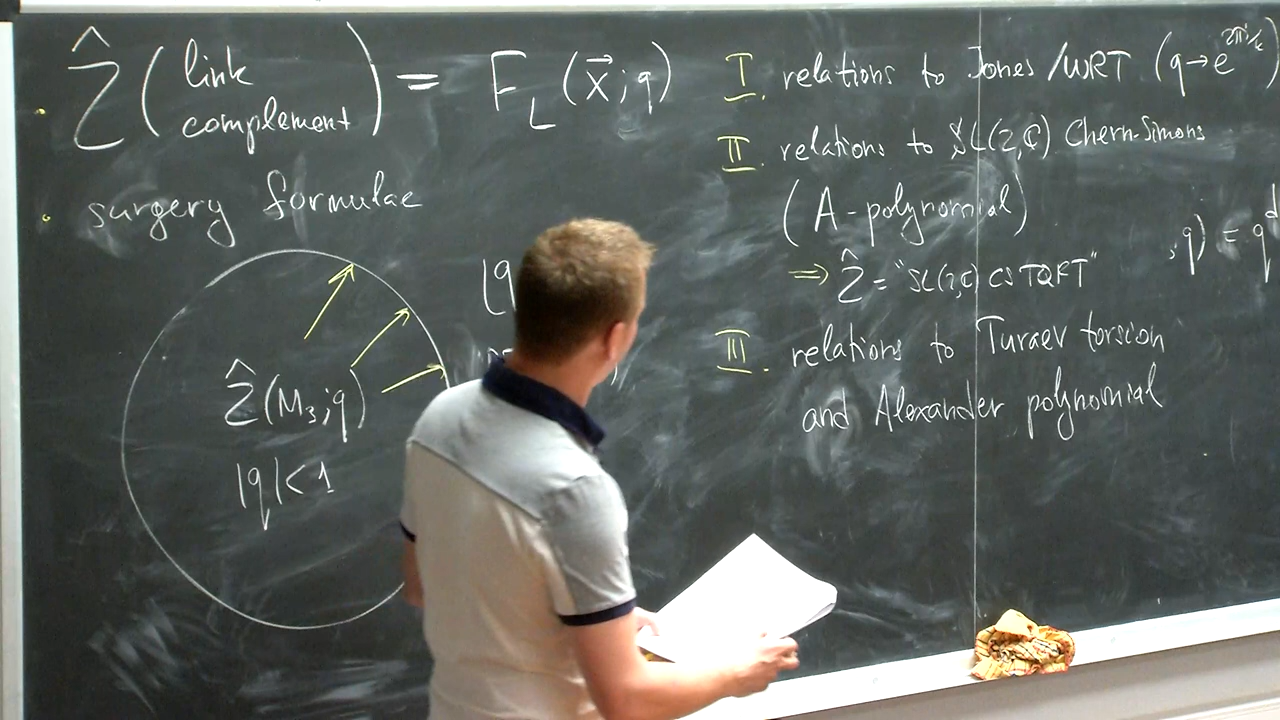 Ẑ ( link complement ) = F_L (x⃗; q)
· surgery formulae
Ẑ(M₃; q)
|q| < 1
I. relations to Jones/WRT (q → e^{2πi/k})
II. relations to SL(2,ℂ) Chern-Simons
(A-polynomial)
⇒ Ẑ = "SL(2,ℂ) CS TQFT"
III. relations to Turaev torsion
and Alexander polynomial
, q) = q